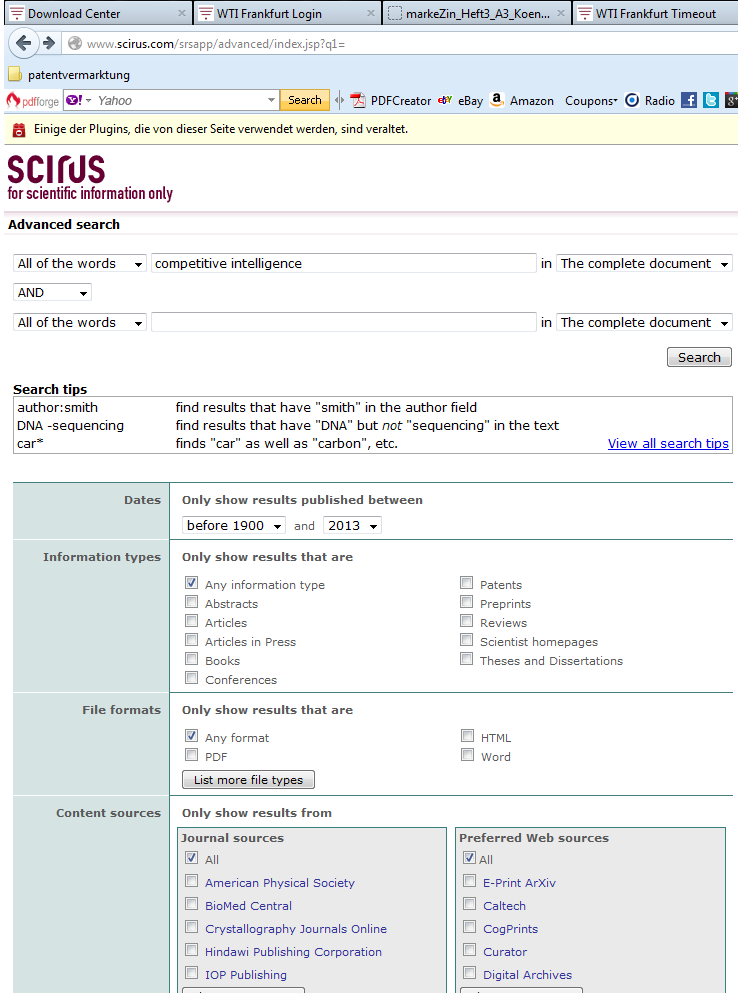 Download Center
WTI Frankfurt Login
markeZin_Heft3_A3_Koen...
WTI Frankfurt Timeout
www.scirus.com/srsapp/advanced/index.jsp?q1=
patentvermarktung
pdfforge Y! Yahoo Search PDFCreator eBay Amazon Coupons Radio
Einige der Plugins, die von dieser Seite verwendet werden, sind veraltet.
SCIRUS
for scientific information only
Advanced search
All of the words competitive intelligence in The complete document
AND
All of the words in The complete document
Search
Search tips
author:smith find results that have "smith" in the author field
DNA -sequencing find results that have "DNA" but not "sequencing" in the text
car* finds "car" as well as "carbon", etc. View all search tips
Dates Only show results published between
before 1900 and 2013
Information types Only show results that are
Any information type Patents
Abstracts Preprints
Articles Reviews
Articles in Press Scientist homepages
Books Theses and Dissertations
Conferences
File formats Only show results that are
Any format HTML
PDF Word
List more file types
Content sources Only show results from
Journal sources Preferred Web sources
All All
American Physical Society E-Print ArXiv
BioMed Central Caltech
Crystallography Journals Online CogPrints
Hindawi Publishing Corporation Curator
IOP Publishing Digital Archives